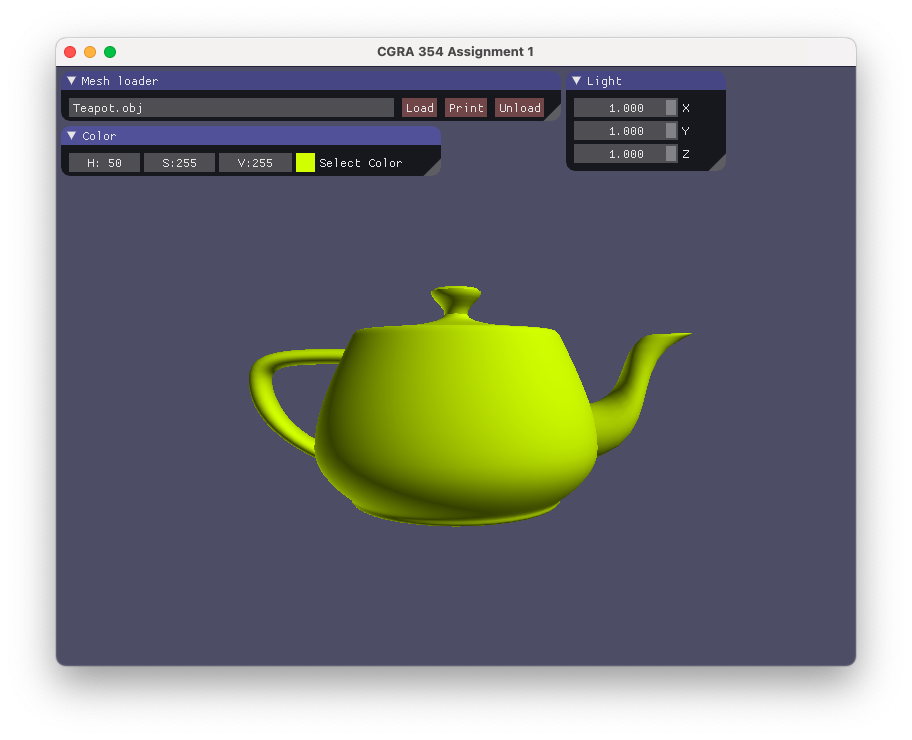 CGRA 354 Assignment 1
Mesh loader
Teapot.obj Load Print Unload
Color
H: 50 S:255 V:255 Select Color
Light
1.000 X
1.000 Y
1.000 Z